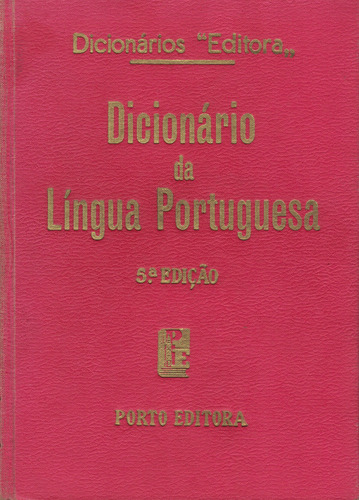 Dicionários "Editora„
Dicionário
da
Língua Portuguesa
5.ª EDIÇÃO
PE
PORTO EDITORA